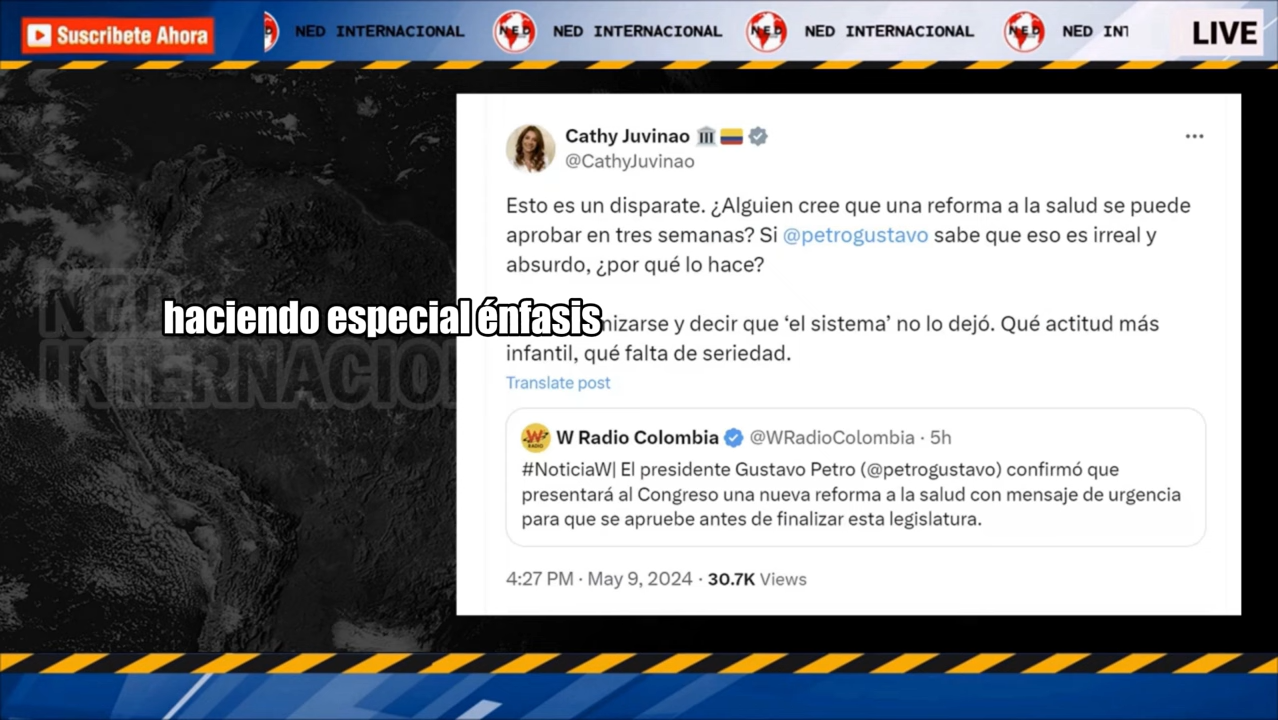 Suscribete Ahora
NED INTERNACIONAL
NED INTERNACIONAL
NED INTERNACIONAL
NED INT
LIVE
Cathy Juvinao
@CathyJuvinao
Esto es un disparate. ¿Alguien cree que una reforma a la salud se puede
aprobar en tres semanas? Si @petrogustavo sabe que eso es irreal y
absurdo, ¿por qué lo hace?
haciendo especial énfasis
y decir que ‘el sistema’ no lo dejó. Qué actitud más
infantil, qué falta de seriedad.
Translate post
W Radio Colombia @WRadioColombia · 5h
#NoticiaW| El presidente Gustavo Petro (@petrogustavo) confirmó que
presentará al Congreso una nueva reforma a la salud con mensaje de urgencia
para que se apruebe antes de finalizar esta legislatura.
4:27 PM · May 9, 2024 · 30.7K Views
NED
INTERNACIO